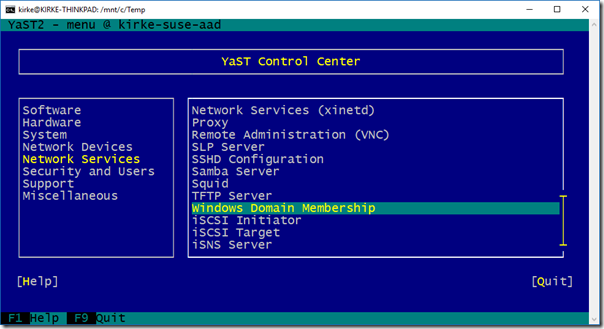 kirke@KIRKE-THINKPAD: /mnt/c/Temp
YaST2 - menu @ kirke-suse-aad
YaST Control Center
Software
Hardware
System
Network Devices
Network Services
Security and Users
Support
Miscellaneous
Network Services (xinetd)
Proxy
Remote Administration (VNC)
SLP Server
SSHD Configuration
Samba Server
Squid
TFTP Server
Windows Domain Membership
iSCSI Initiator
iSCSI Target
iSNS Server
[Help]
[Quit]
F1 Help F9 Quit